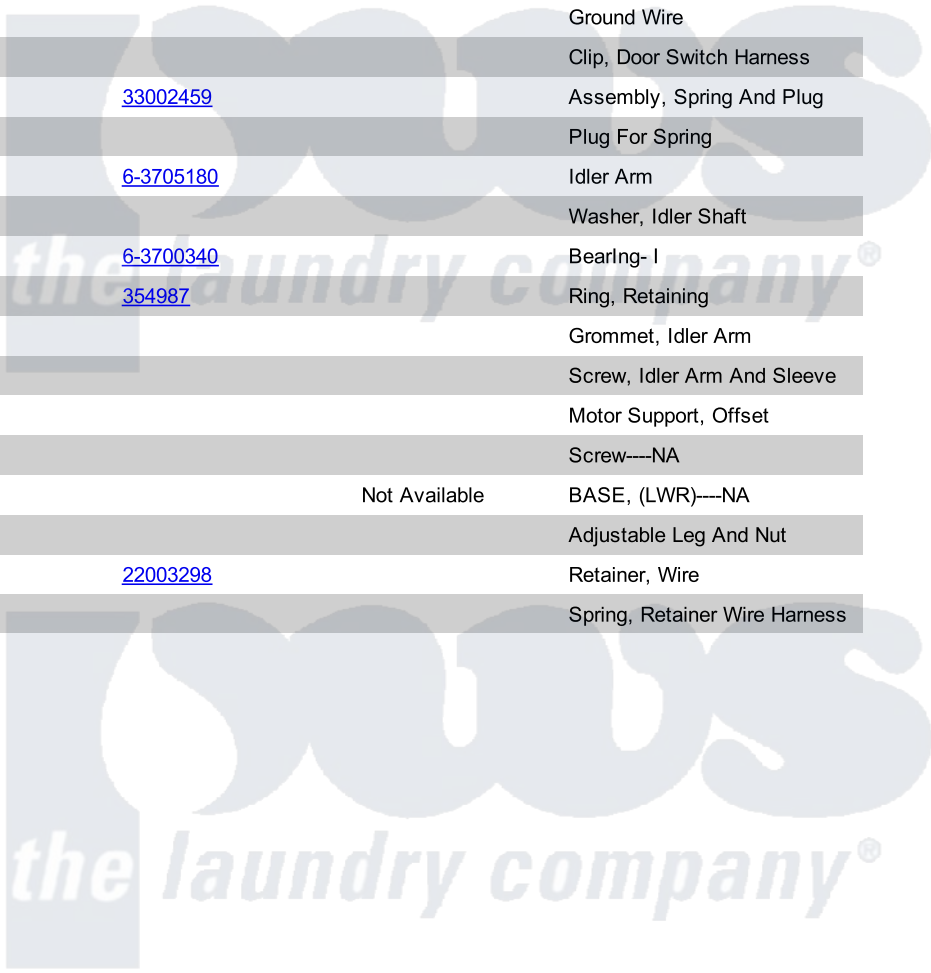 Ground Wire
Clip, Door Switch Harness
33002459 Assembly, Spring And Plug
Plug For Spring
6-3705180 Idler Arm
Washer, Idler Shaft
6-3700340 BearIng- I
354987 Ring, Retaining
Grommet, Idler Arm
Screw, Idler Arm And Sleeve
Motor Support, Offset
Screw----NA
Not Available BASE, (LWR)----NA
Adjustable Leg And Nut
22003298 Retainer, Wire
Spring, Retainer Wire Harness
pws
the laundry company®
pws
the laundry company®